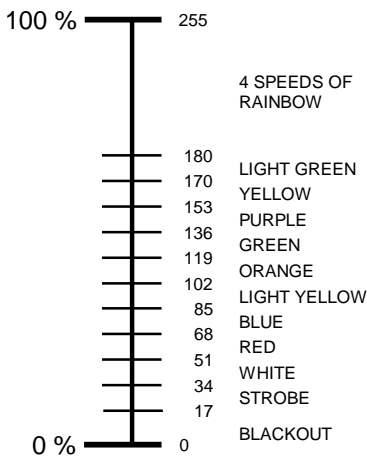 100 % 255
4 SPEEDS OF
RAINBOW
180
LIGHT GREEN
170
YELLOW
153
PURPLE
136
GREEN
119
ORANGE
102
LIGHT YELLOW
85
BLUE
68
RED
51
WHITE
34
STROBE
17
BLACKOUT
0 % 0